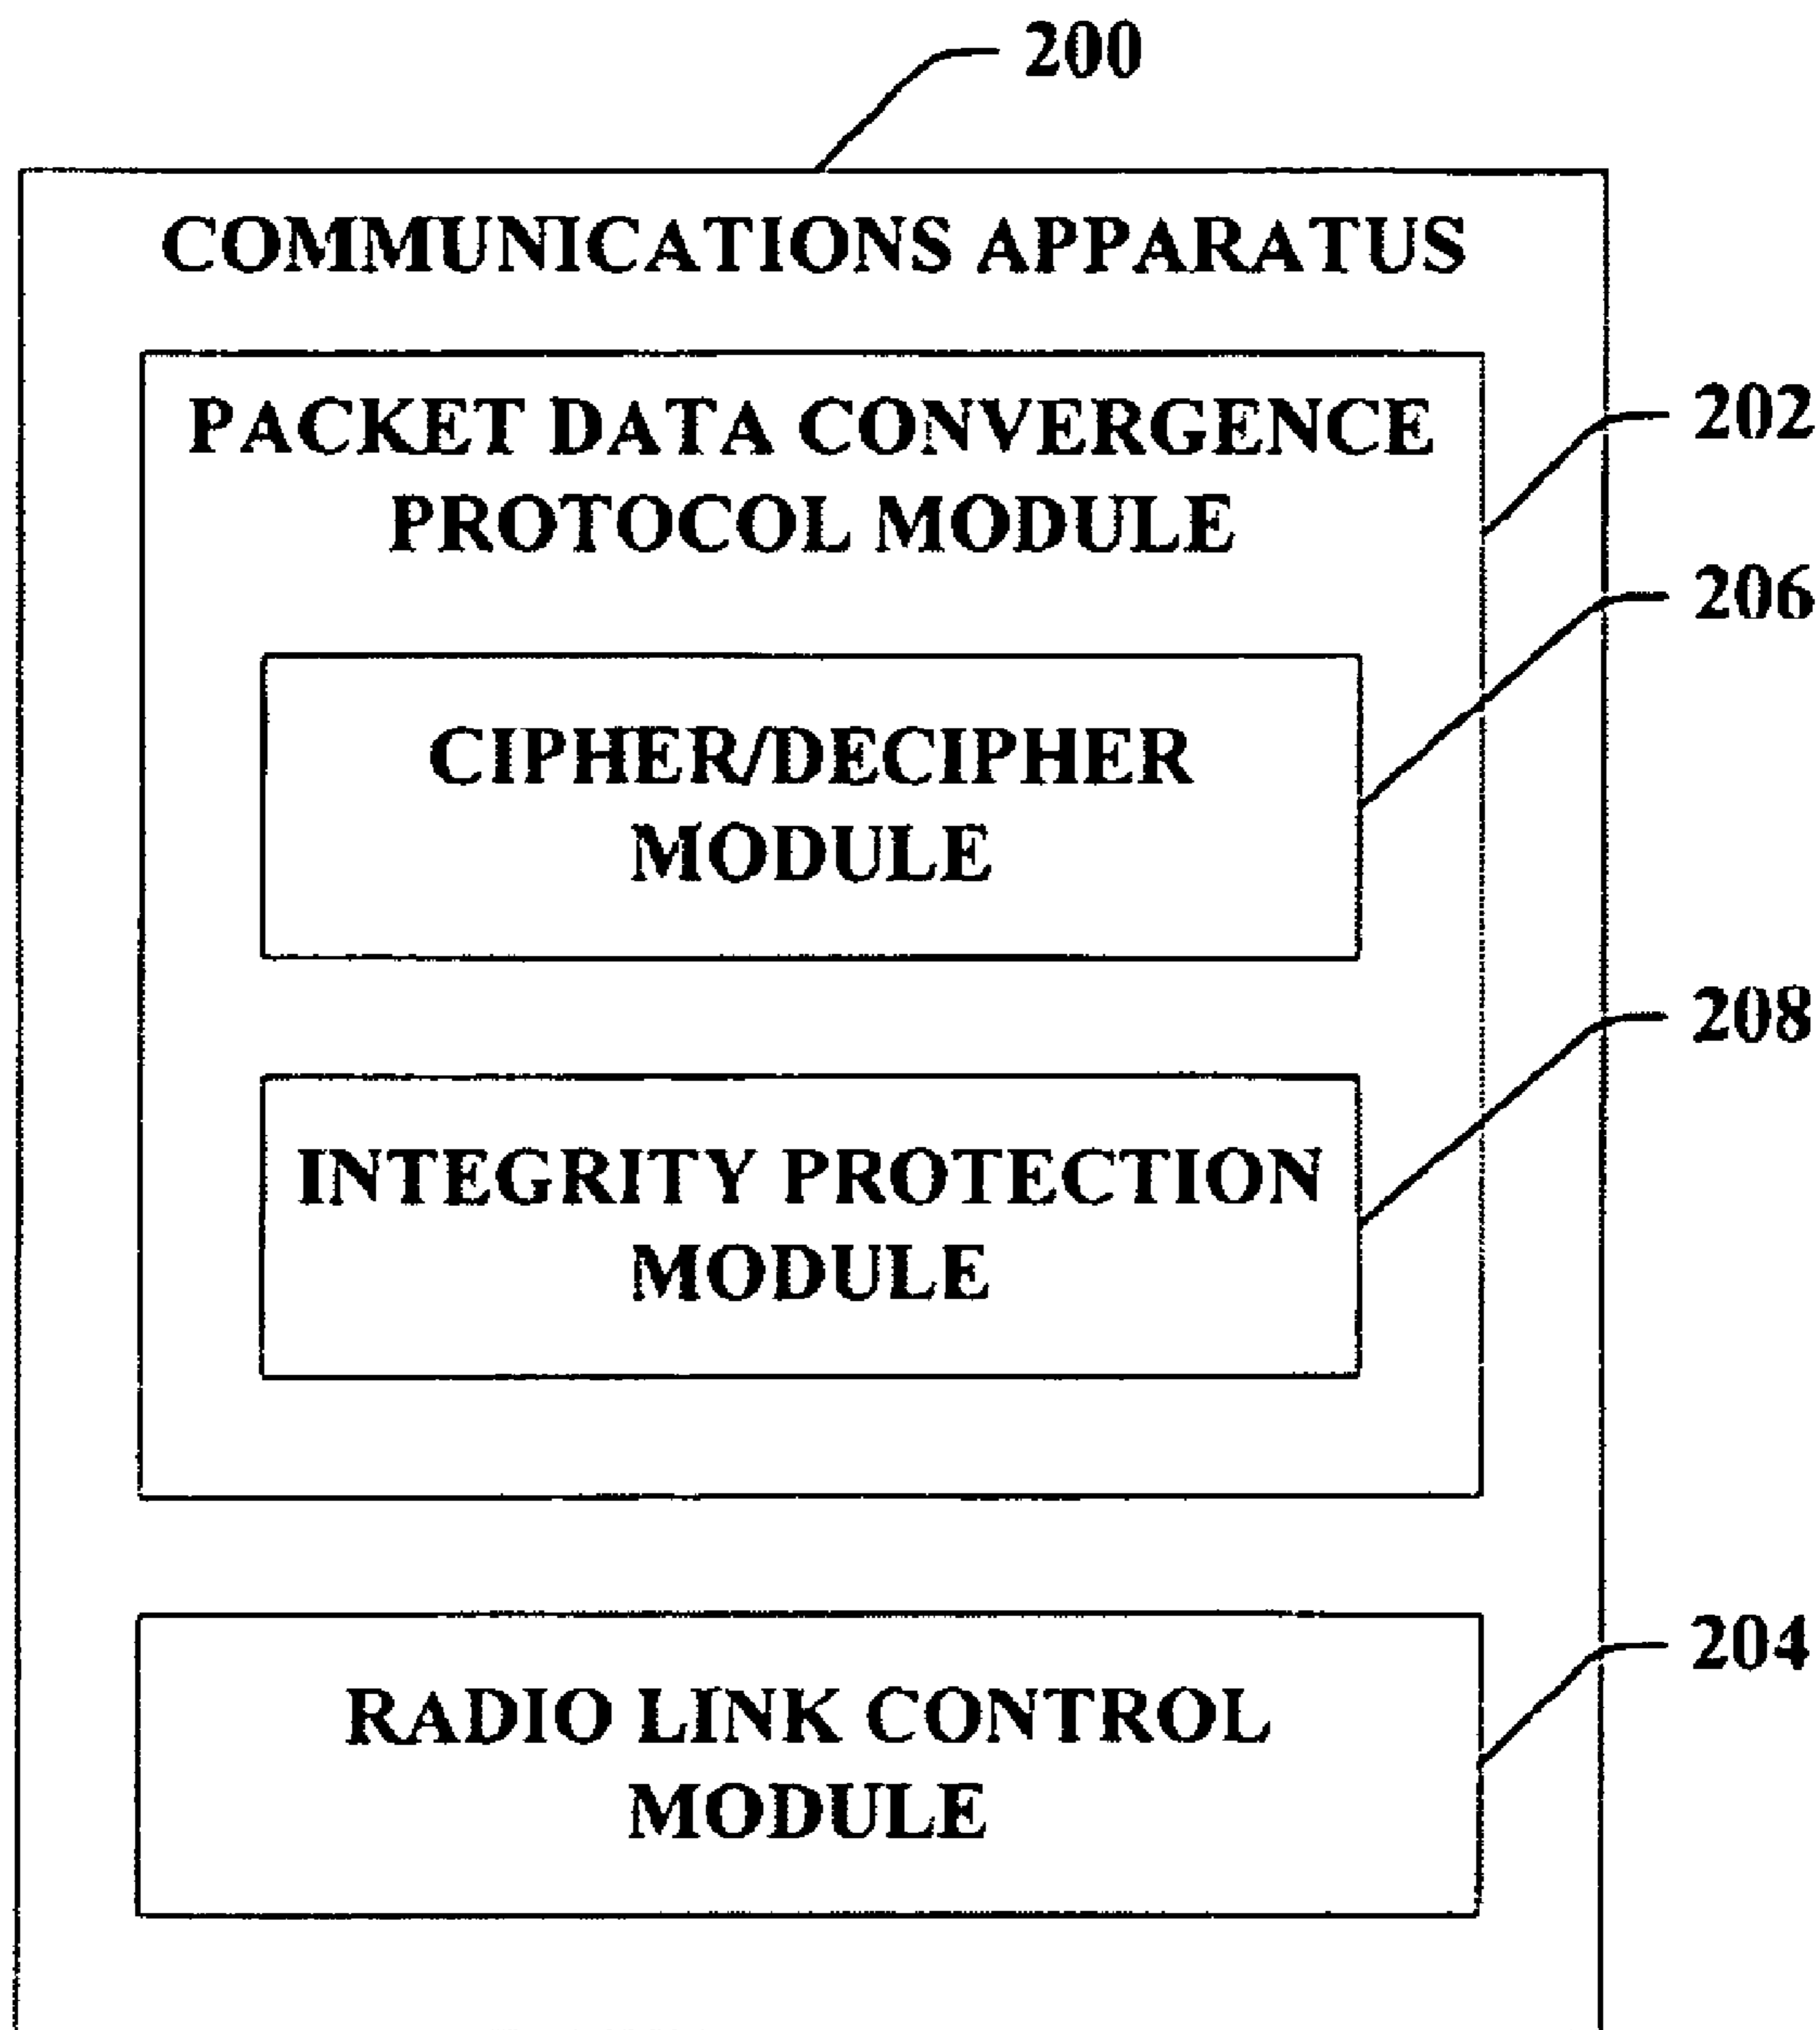 200
COMMUNICATIONS APPARATUS
PACKET DATA CONVERGENCE
PROTOCOL MODULE
202
206
CIPHER/DECIPHER
MODULE
208
INTEGRITY PROTECTION
MODULE
204
RADIO LINK CONTROL
MODULE